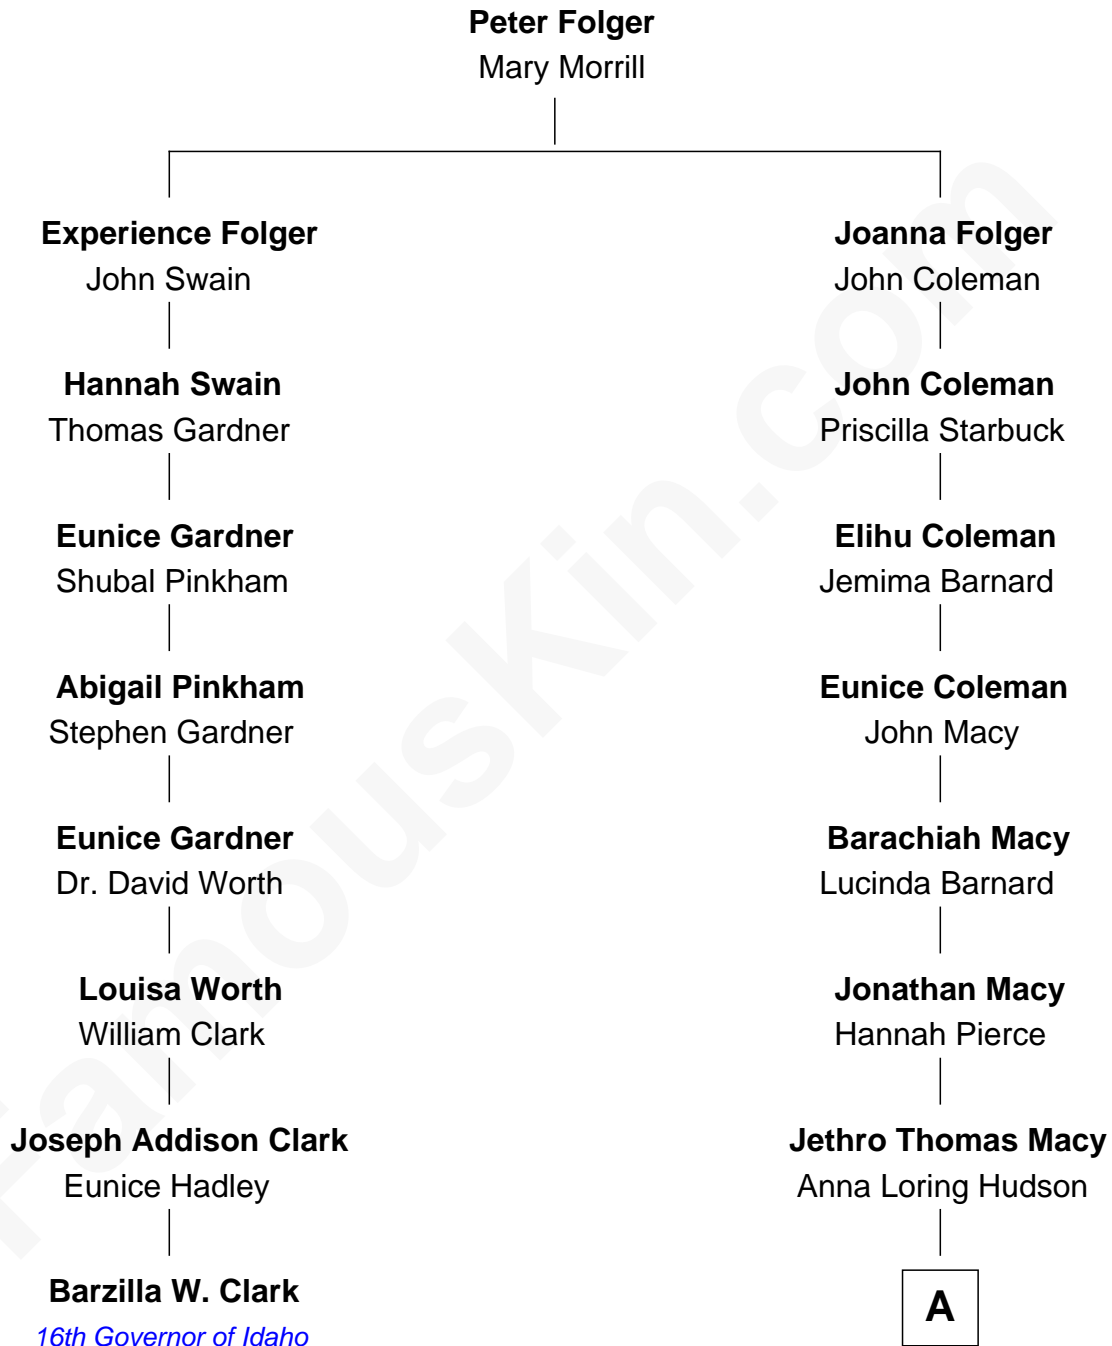 Peter Folger
Mary Morrill
Experience Folger
John Swain
Joanna Folger
John Coleman
Hannah Swain
Thomas Gardner
John Coleman
Priscilla Starbuck
Eunice Gardner
Shubal Pinkham
Elihu Coleman
Jemima Barnard
Abigail Pinkham
Stephen Gardner
Eunice Coleman
John Macy
Eunice Gardner
Dr. David Worth
Barachiah Macy
Lucinda Barnard
Louisa Worth
William Clark
Jonathan Macy
Hannah Pierce
Joseph Addison Clark
Eunice Hadley
Jethro Thomas Macy
Anna Loring Hudson
Barzilla W. Clark
16th Governor of Idaho
A
FamousKin.com